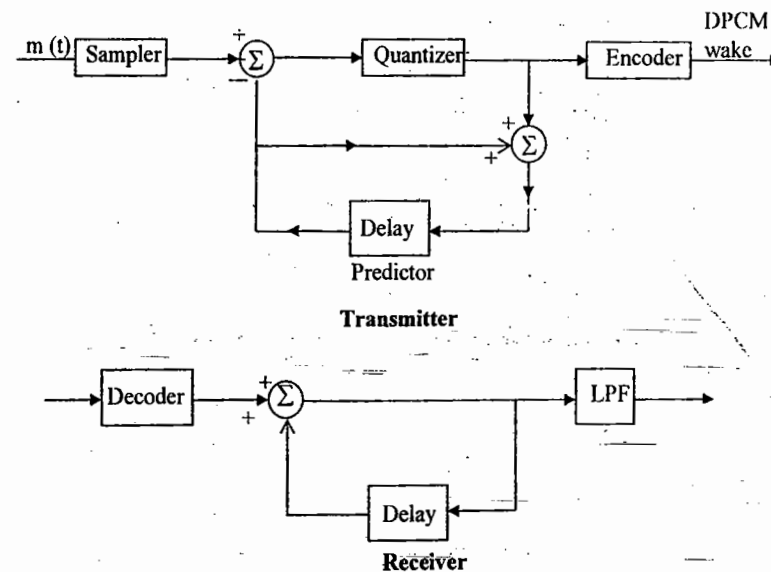 DPCM
m (t) Sampler + Σ Quantizer Encoder wake
−
+
+ Σ
Delay
Predictor
Transmitter
Decoder + Σ LPF
+
Delay
Receiver